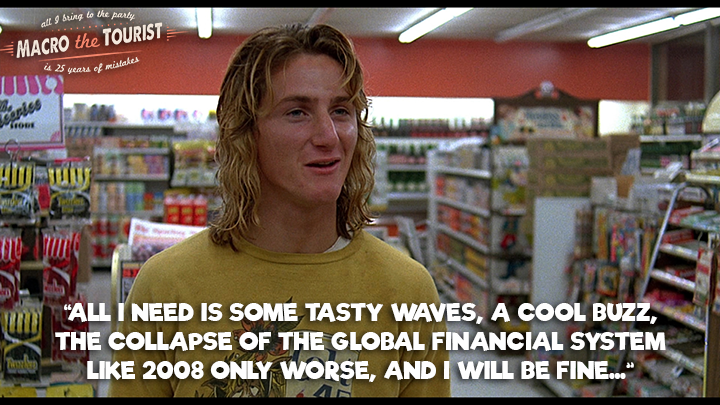 all I bring to the party
MACRO the TOURIST
is 25 years of mistakes
"ALL I NEED IS SOME TASTY WAVES, A COOL BUZZ,
THE COLLAPSE OF THE GLOBAL FINANCIAL SYSTEM
LIKE 2008 ONLY WORSE, AND I WILL BE FINE..."